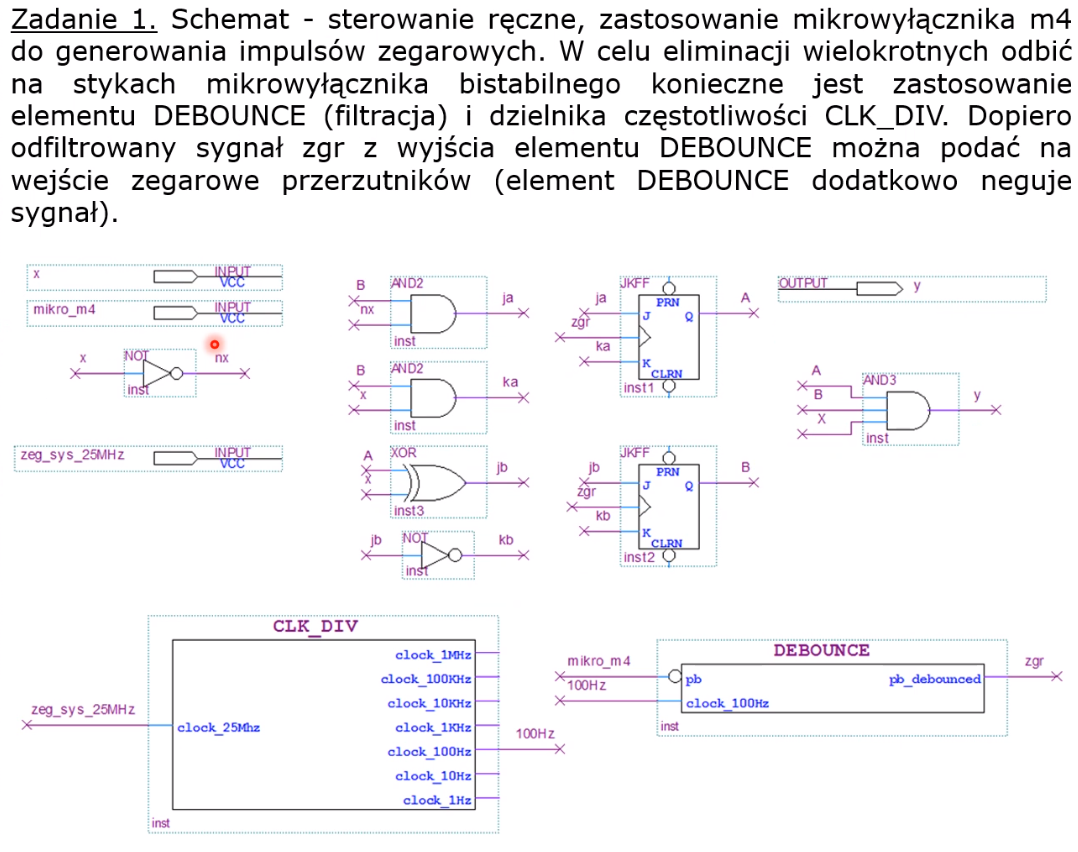 Zadanie 1. Schemat - sterowanie ręczne, zastosowanie mikrowyłącznika m4
do generowania impulsów zegarowych. W celu eliminacji wielokrotnych odbić
na stykach mikrowyłącznika bistabilnego konieczne jest zastosowanie
elementu DEBOUNCE (filtracja) i dzielnika częstotliwości CLK_DIV. Dopiero
odfiltrowany sygnał zgr z wyjścia elementu DEBOUNCE można podać na
wejście zegarowe przerzutników (element DEBOUNCE dodatkowo neguje
sygnał).
x INPUT
VCC
mikro_m4 INPUT
VCC
x NOT nx
inst
zeg_sys_25MHz INPUT
VCC
B AND2 ja
nx
inst
B AND2 ka
x
inst
A XOR jb
x
inst3
jb NOT kb
inst
JKFF
ja PRN A
J Q
zgr
ka
K
CLRN
inst1
JKFF
jb PRN B
J Q
zgr
kb
K
CLRN
inst2
OUTPUT y
A AND3
B y
X
inst
CLK_DIV
clock_1MHz
clock_100KHz
clock_10KHz
zeg_sys_25MHz clock_25Mhz clock_1KHz
clock_100Hz 100Hz
clock_10Hz
clock_1Hz
inst
DEBOUNCE
mikro_m4 pb pb_debounced zgr
100Hz clock_100Hz
inst